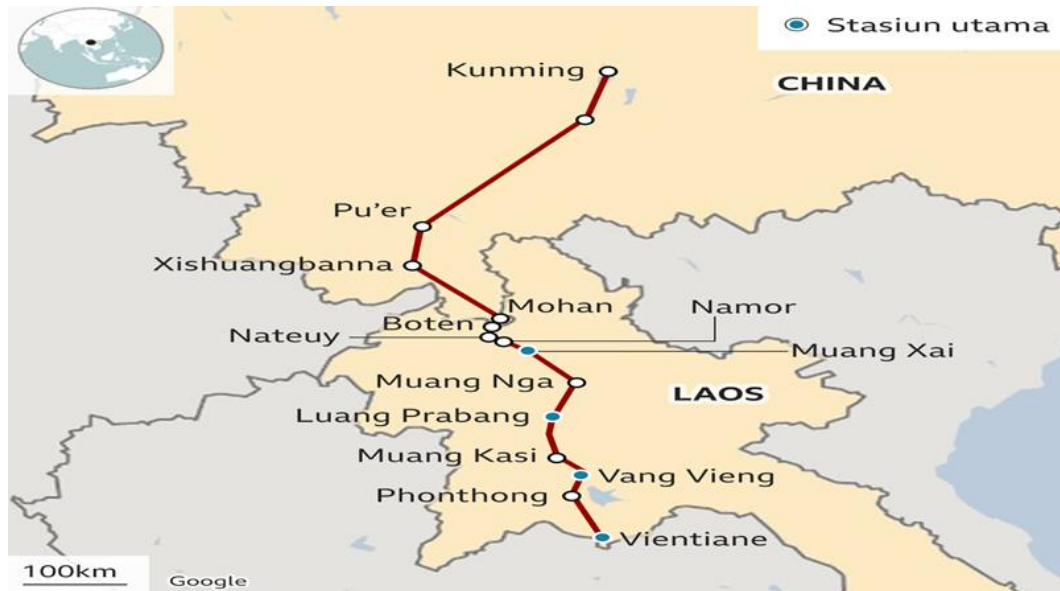 Stasiun utama
Kunming
CHINA
Pu'er
Xishuangbanna
Mohan
Namor
Boten
Nateuy
Muang Xai
Muang Nga
LAOS
Luang Prabang
Muang Kasi
Vang Vieng
Phonthong
Vientiane
100km
Google